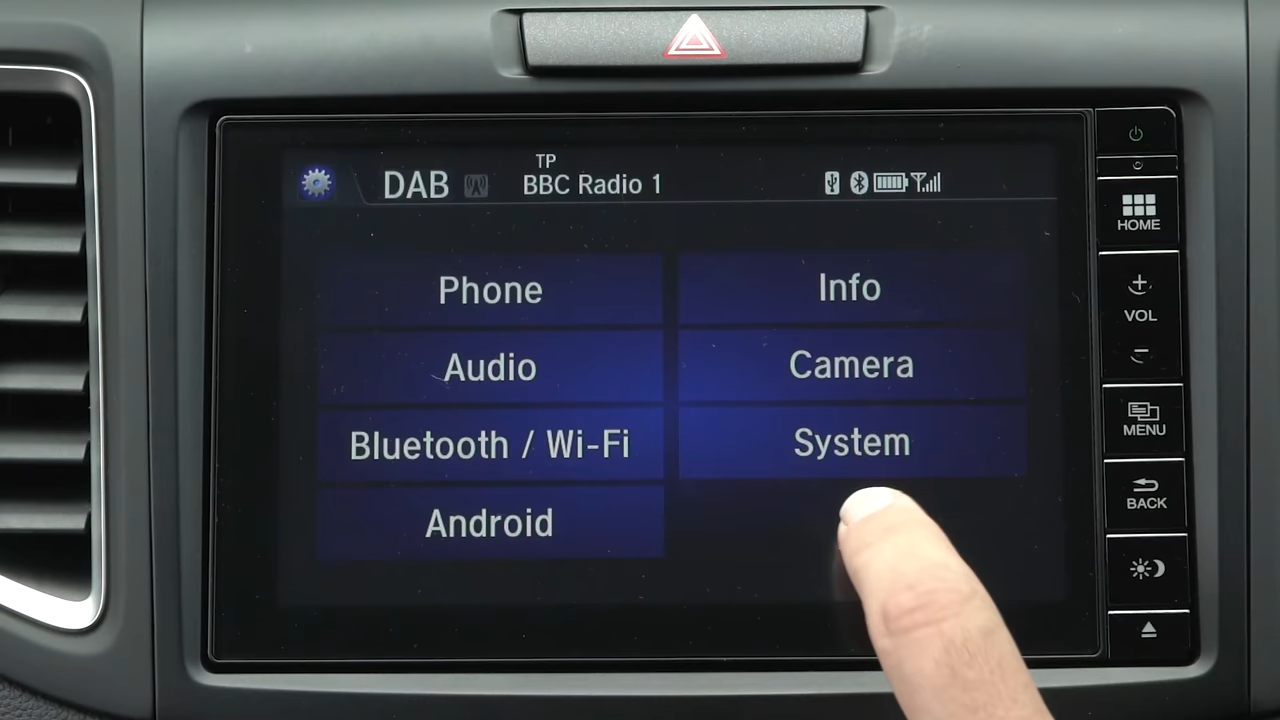 TP
DAB BBC Radio 1
Phone
Info
Audio
Camera
Bluetooth / Wi-Fi
System
Android
HOME
+
VOL
-
MENU
BACK